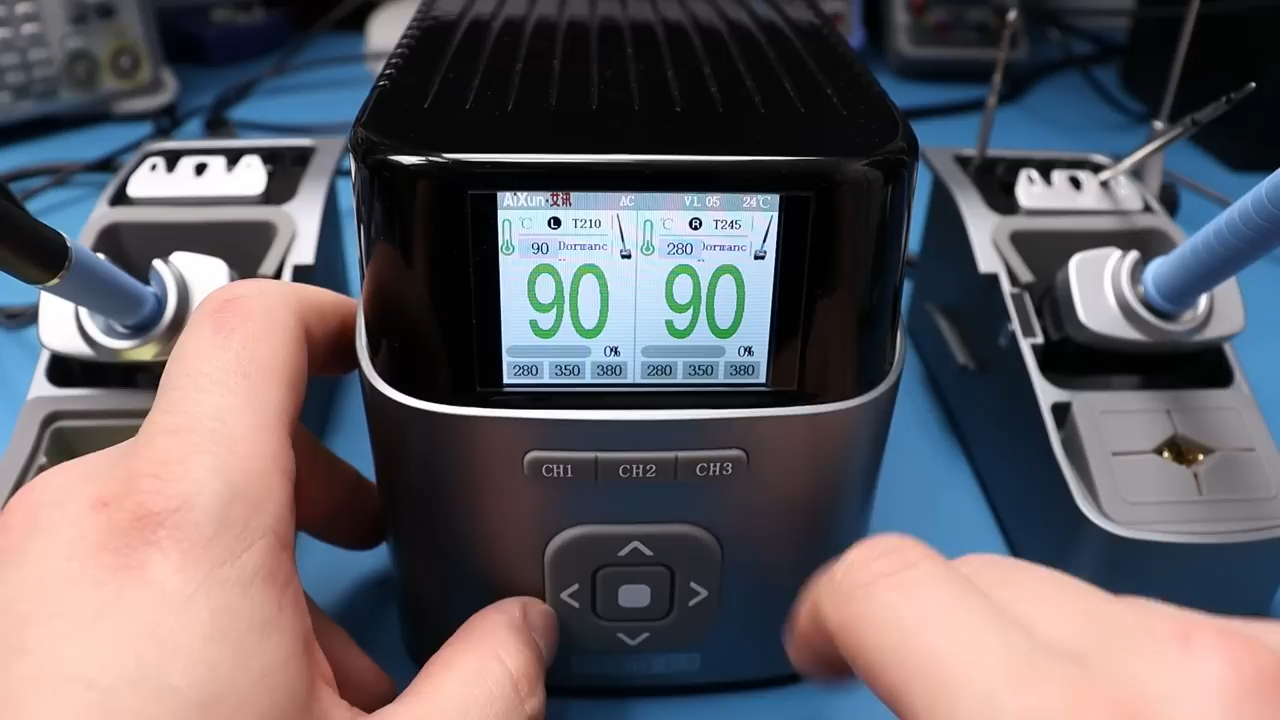 AiXun·艾讯 AC V1.05 24℃
℃ L T210 ℃ R T245
90 Dormanc 280 Dormanc
90 90
0% 0%
280 350 380 280 350 380
CH1 CH2 CH3